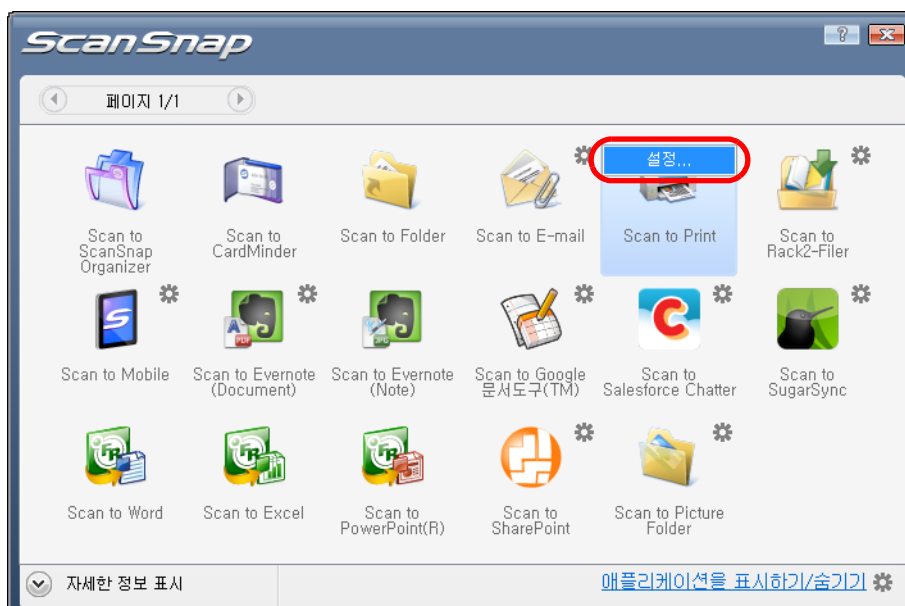 ScanSnap
?
페이지 1/1
설정...
Scan to
ScanSnap
Organizer
Scan to
CardMinder
Scan to Folder
Scan to E-mail
Scan to Print
Scan to
Rack2-Filer
Scan to Mobile
Scan to Evernote
(Document)
Scan to Evernote
(Note)
Scan to Google
문서도구(TM)
Scan to
Salesforce Chatter
Scan to
SugarSync
Scan to Word
Scan to Excel
Scan to
PowerPoint(R)
Scan to
SharePoint
Scan to Picture
Folder
자세한 정보 표시
애플리케이션을 표시하기/숨기기